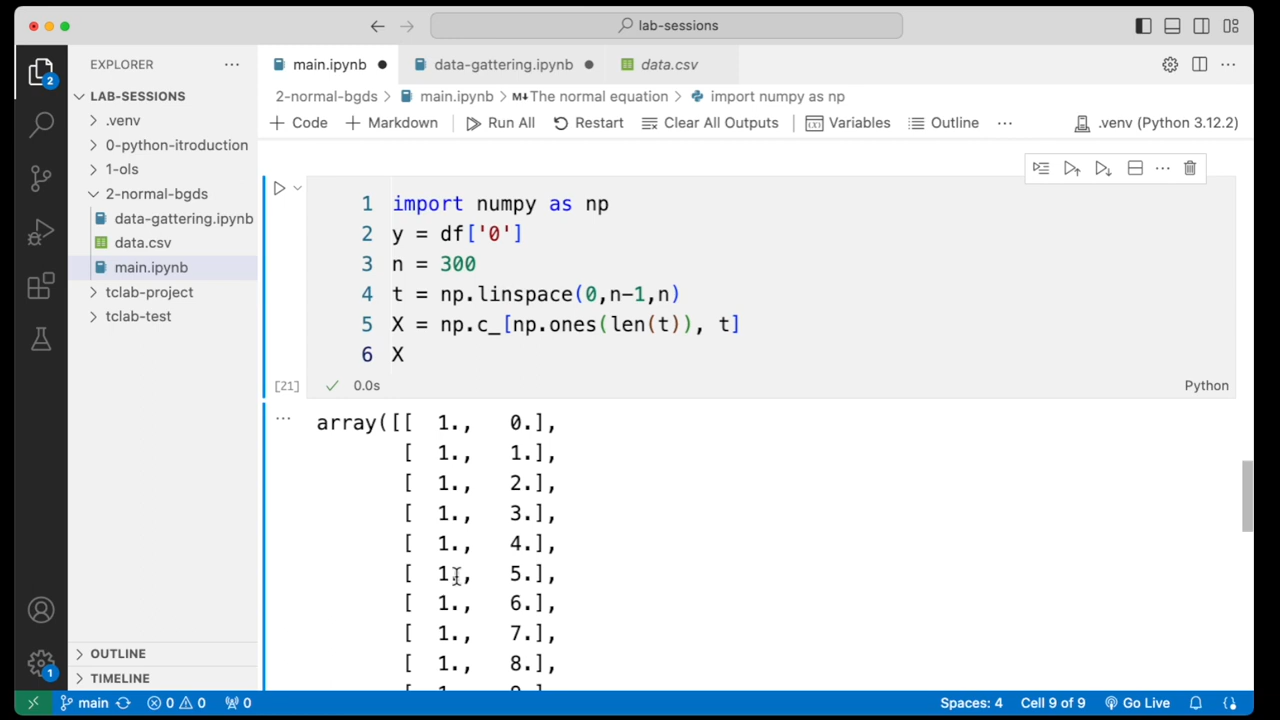 lab-sessions
EXPLORER
main.ipynb
data-gattering.ipynb
data.csv
LAB-SESSIONS
2-normal-bgds > main.ipynb > M↓The normal equation > import numpy as np
.venv
Code
Markdown
Run All
Restart
Clear All Outputs
Variables
Outline
.venv (Python 3.12.2)
0-python-itroduction
1-ols
2-normal-bgds
data-gattering.ipynb
data.csv
main.ipynb
tclab-project
tclab-test
1 import numpy as np
2 y = df['0']
3 n = 300
4 t = np.linspace(0,n-1,n)
5 X = np.c_[np.ones(len(t)), t]
6 X
[21] 0.0s Python
array([[ 1., 0.],
[ 1., 1.],
[ 1., 2.],
[ 1., 3.],
[ 1., 4.],
[ 1., 5.],
[ 1., 6.],
[ 1., 7.],
[ 1., 8.],
2
OUTLINE
1
TIMELINE
main 0 0 0 Spaces: 4 Cell 9 of 9 Go Live